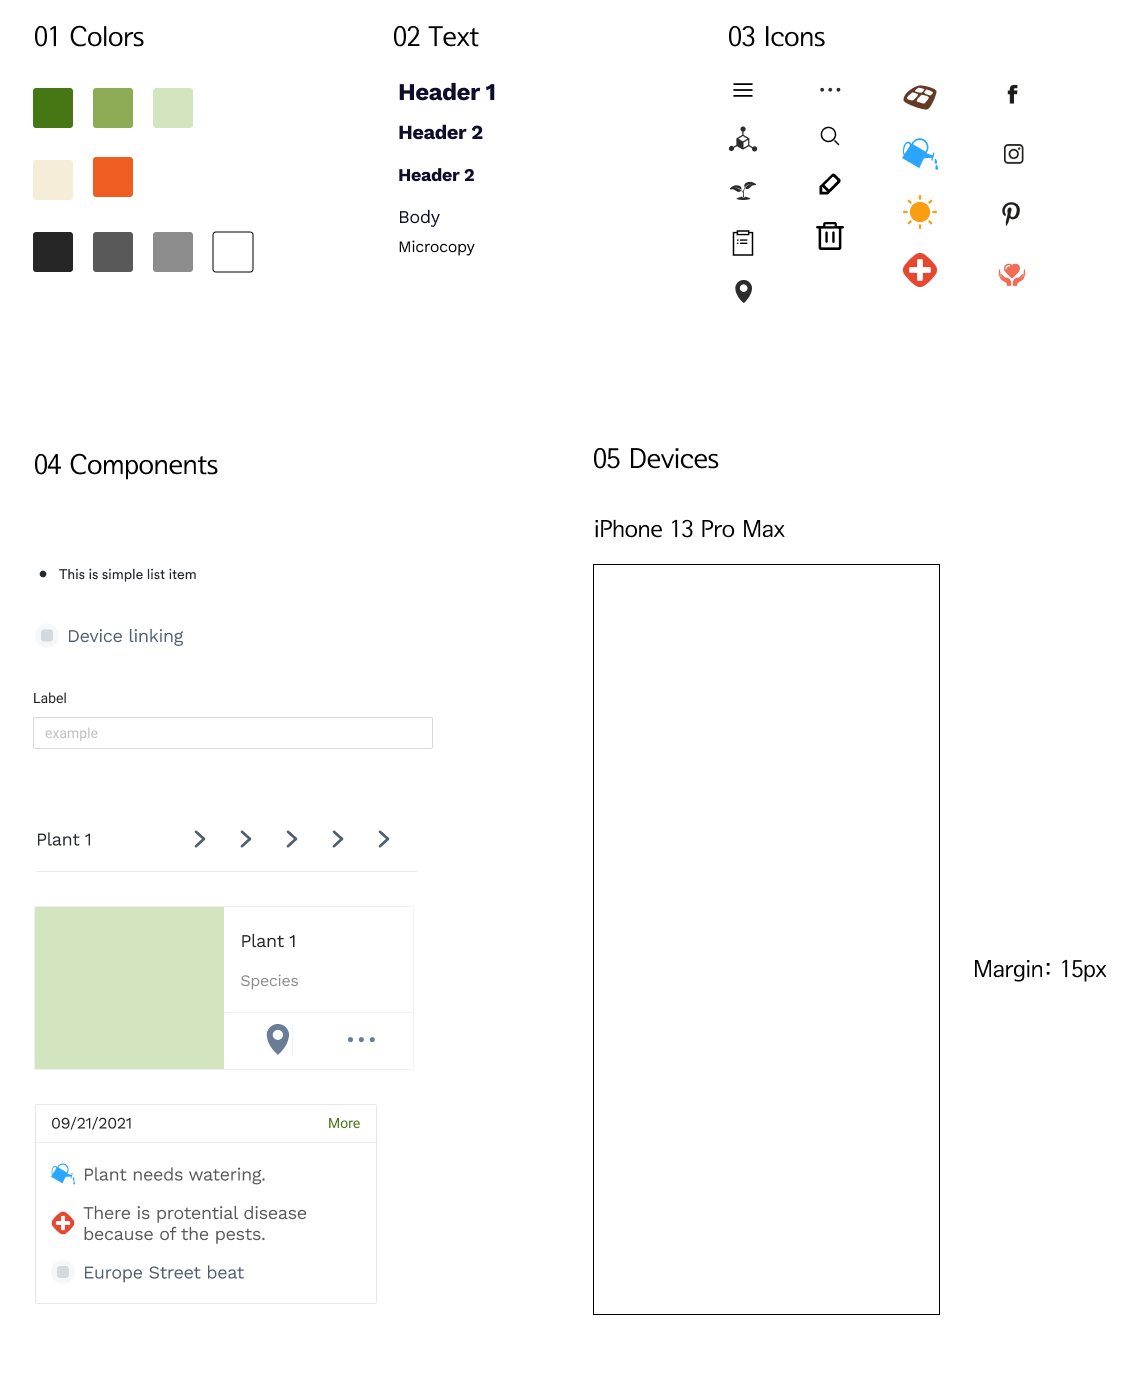 01 Colors
02 Text
Header 1
Header 2
Header 2
Body
Microcopy
03 Icons
04 Components
This is simple list item
Device linking
Label
example
Plant 1
Plant 1
Species
09/21/2021 More
Plant needs watering.
There is protential disease
because of the pests.
Europe Street beat
05 Devices
iPhone 13 Pro Max
Margin: 15px